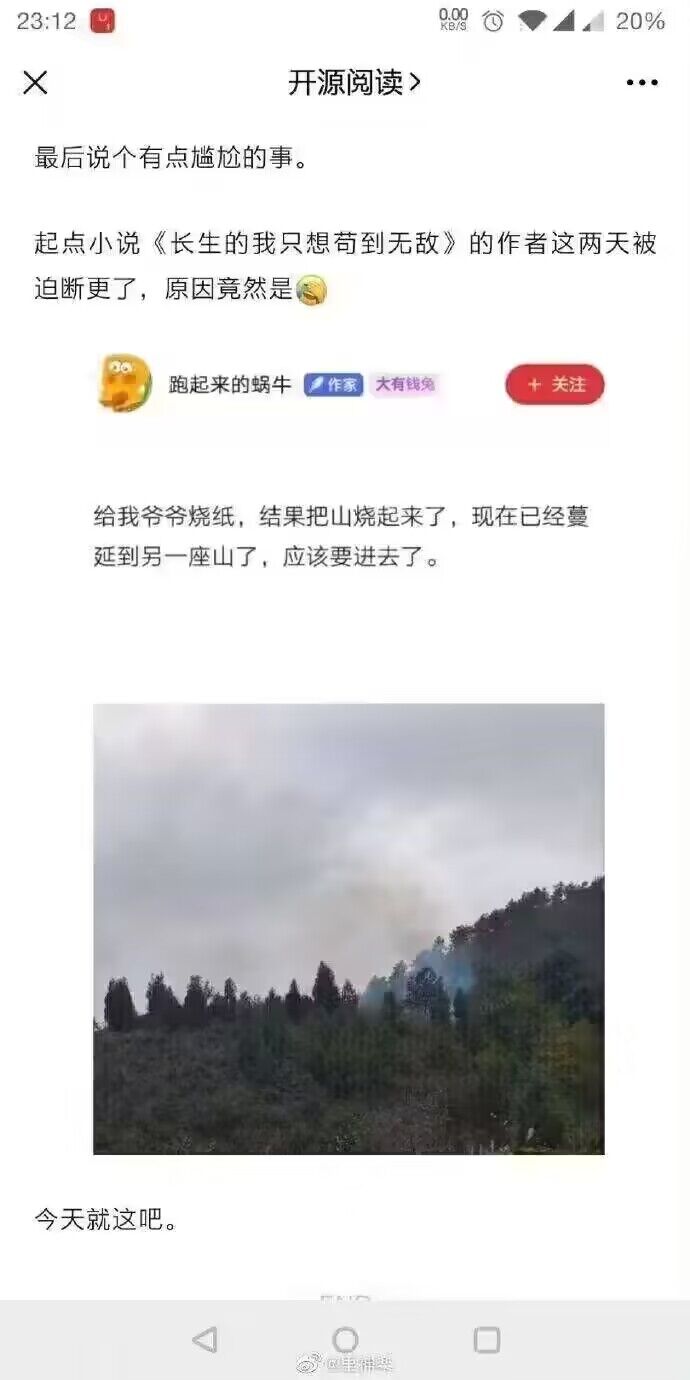 23:12
0.00
KB/S
20%
开源阅读
最后说个有点尴尬的事。
起点小说《长生的我只想苟到无敌》的作者这两天被
迫断更了，原因竟然是
跑起来的蜗牛
作家
大有钱兔
+ 关注
给我爷爷烧纸，结果把山烧起来了，现在已经蔓
延到另一座山了，应该要进去了。
今天就这吧。